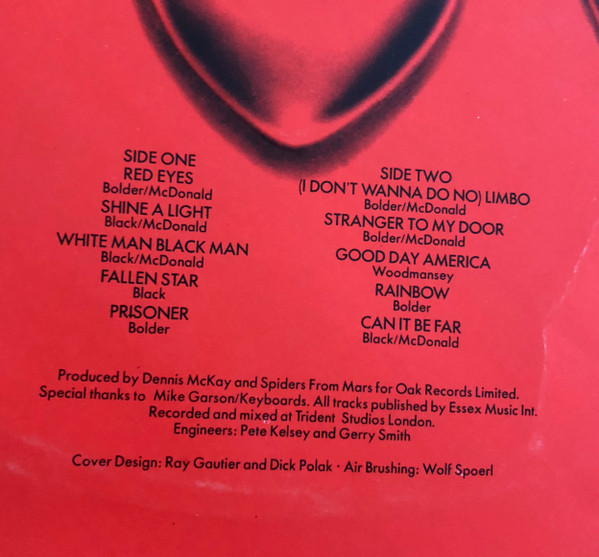 SIDE ONE
RED EYES
Bolder/McDonald
SHINE A LIGHT
Black/McDonald
WHITE MAN BLACK MAN
Black/McDonald
FALLEN STAR
Black
PRISONER
Bolder
SIDE TWO
(I DON'T WANNA DO NO) LIMBO
Bolder/McDonald
STRANGER TO MY DOOR
Bolder/McDonald
GOOD DAY AMERICA
Woodmansey
RAINBOW
Bolder
CAN IT BE FAR
Black/McDonald
Produced by Dennis McKay and Spiders From Mars for Oak Records Limited.
Special thanks to Mike Garson/Keyboards. All tracks published by Essex Music Int.
Recorded and mixed at Trident Studios London.
Engineers: Pete Kelsey and Gerry Smith
Cover Design: Ray Gautier and Dick Polak · Air Brushing: Wolf Spoerl